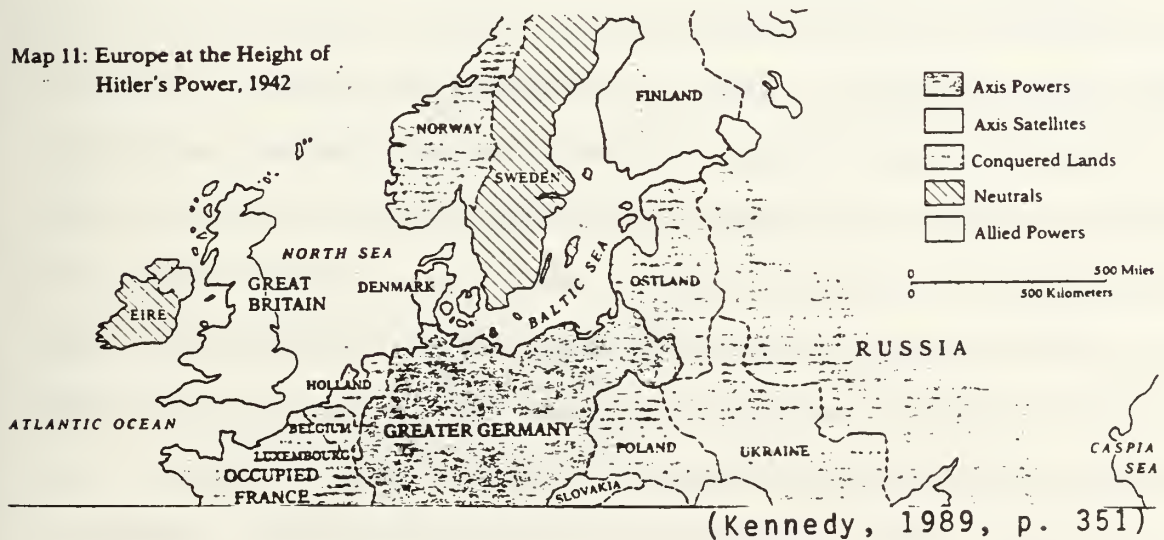 Map 11: Europe at the Height of
Hitler's Power, 1942
FINLAND
NORWAY
SWEDEN
Axis Powers
Axis Satellites
Conquered Lands
Neutrals
Allied Powers
0 500 Miles
0 500 Kilometers
NORTH SEA
DENMARK
BALTIC SEA
OSTLAND
GREAT
BRITAIN
EIRE
RUSSIA
HOLLAND
ATLANTIC OCEAN
BELGIUM
GREATER GERMANY
LUXEMBOURG
POLAND
UKRAINE
OCCUPIED
FRANCE
SLOVAKIA
CASPIA
SEA
(Kennedy, 1989, p. 351)